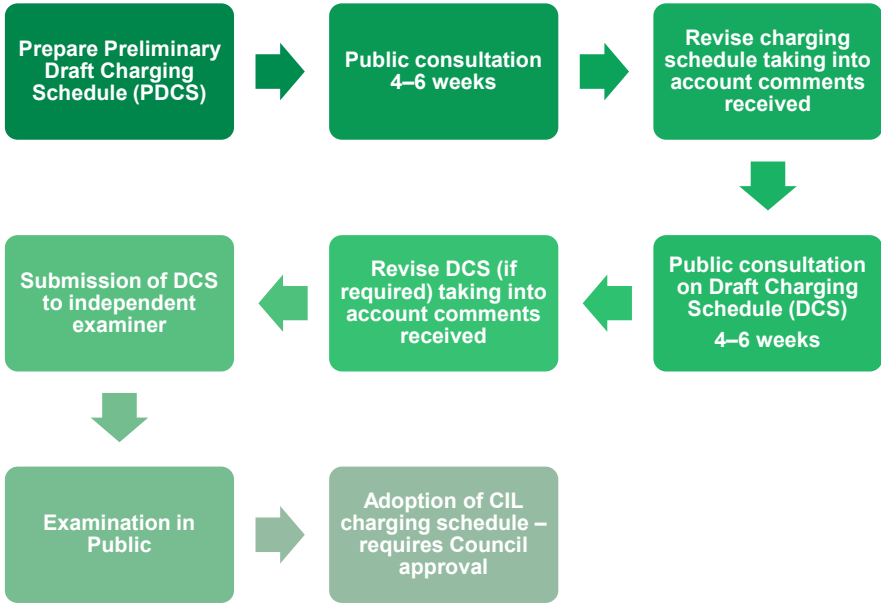 Prepare Preliminary
Draft Charging
Schedule (PDCS)
Public consultation
4–6 weeks
Revise charging
schedule taking into
account comments
received
Public consultation
on Draft Charging
Schedule (DCS)
4–6 weeks
Revise DCS (if
required) taking into
account comments
received
Submission of DCS
to independent
examiner
Examination in
Public
Adoption of CIL
charging schedule –
requires Council
approval